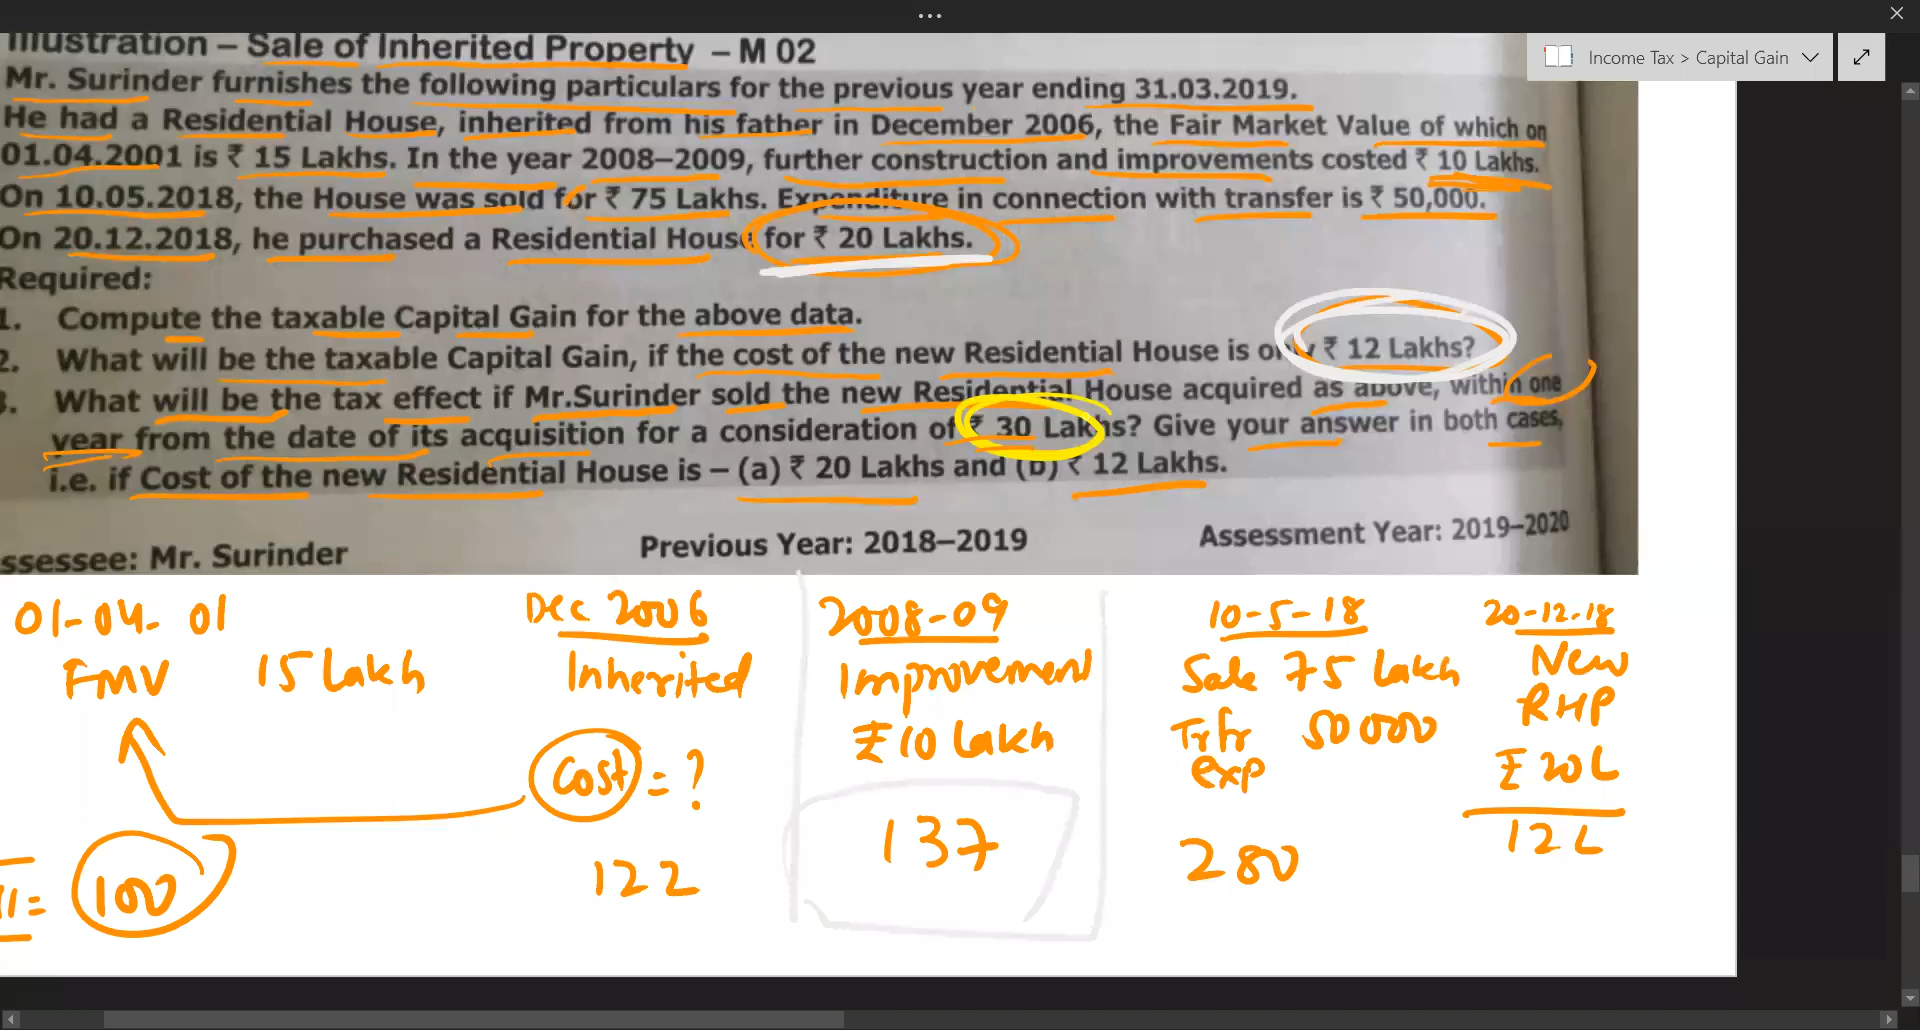 Illustration – Sale of Inherited Property – M 02
Income Tax > Capital Gain
Mr. Surinder furnishes the following particulars for the previous year ending 31.03.2019.
He had a Residential House, inherited from his father in December 2006, the Fair Market Value of which on
01.04.2001 is ₹ 15 Lakhs. In the year 2008–2009, further construction and improvements costed ₹ 10 Lakhs.
On 10.05.2018, the House was sold for ₹ 75 Lakhs. Expenditure in connection with transfer is ₹ 50,000.
On 20.12.2018, he purchased a Residential House for ₹ 20 Lakhs.
Required:
1. Compute the taxable Capital Gain for the above data.
2. What will be the taxable Capital Gain, if the cost of the new Residential House is only ₹ 12 Lakhs?
3. What will be the tax effect if Mr.Surinder sold the new Residential House acquired as above, within one
year from the date of its acquisition for a consideration of ₹ 30 Lakhs? Give your answer in both cases,
i.e. if Cost of the new Residential House is – (a) ₹ 20 Lakhs and (b) ₹ 12 Lakhs.
ssessee: Mr. Surinder Previous Year: 2018–2019 Assessment Year: 2019–2020
01-04-01 Dec 2006 2008-09 10-5-18 20-12-18
FMV 15 Lakh Inherited Improvement Sale 75 Lakh New
RHP
₹10 Lakh Trfr 50000
exp
cost = ? ₹ 20L
137 12 L
100 122 280